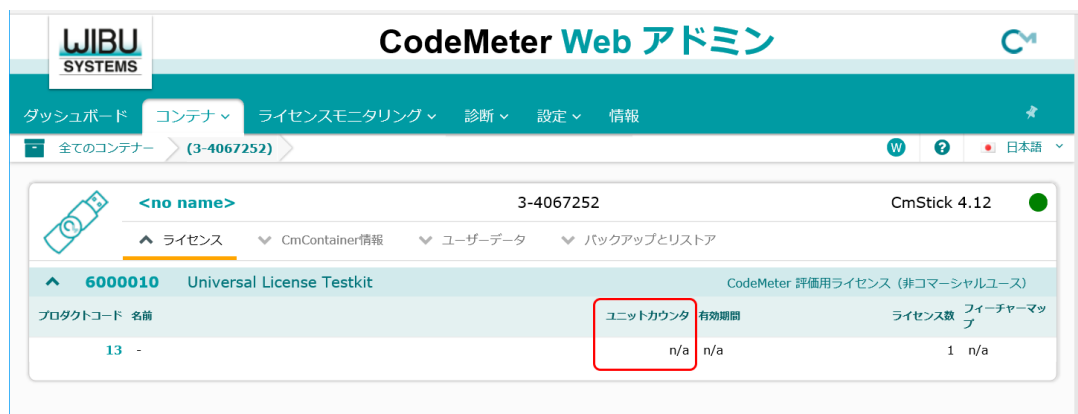 WIBU
SYSTEMS
CodeMeter Web アドミン
ダッシュボード コンテナ ライセンスモニタリング 診断 設定 情報
全てのコンテナー (3-4067252) W ? 日本語
<no name> 3-4067252 CmStick 4.12
ライセンス CmContainer情報 ユーザーデータ バックアップとリストア
6000010 Universal License Testkit CodeMeter 評価用ライセンス（非コマーシャルユース）
プロダクトコード 名前 ユニットカウンタ 有効期間 ライセンス数 フィーチャーマッ
プ
13 - n/a n/a 1 n/a